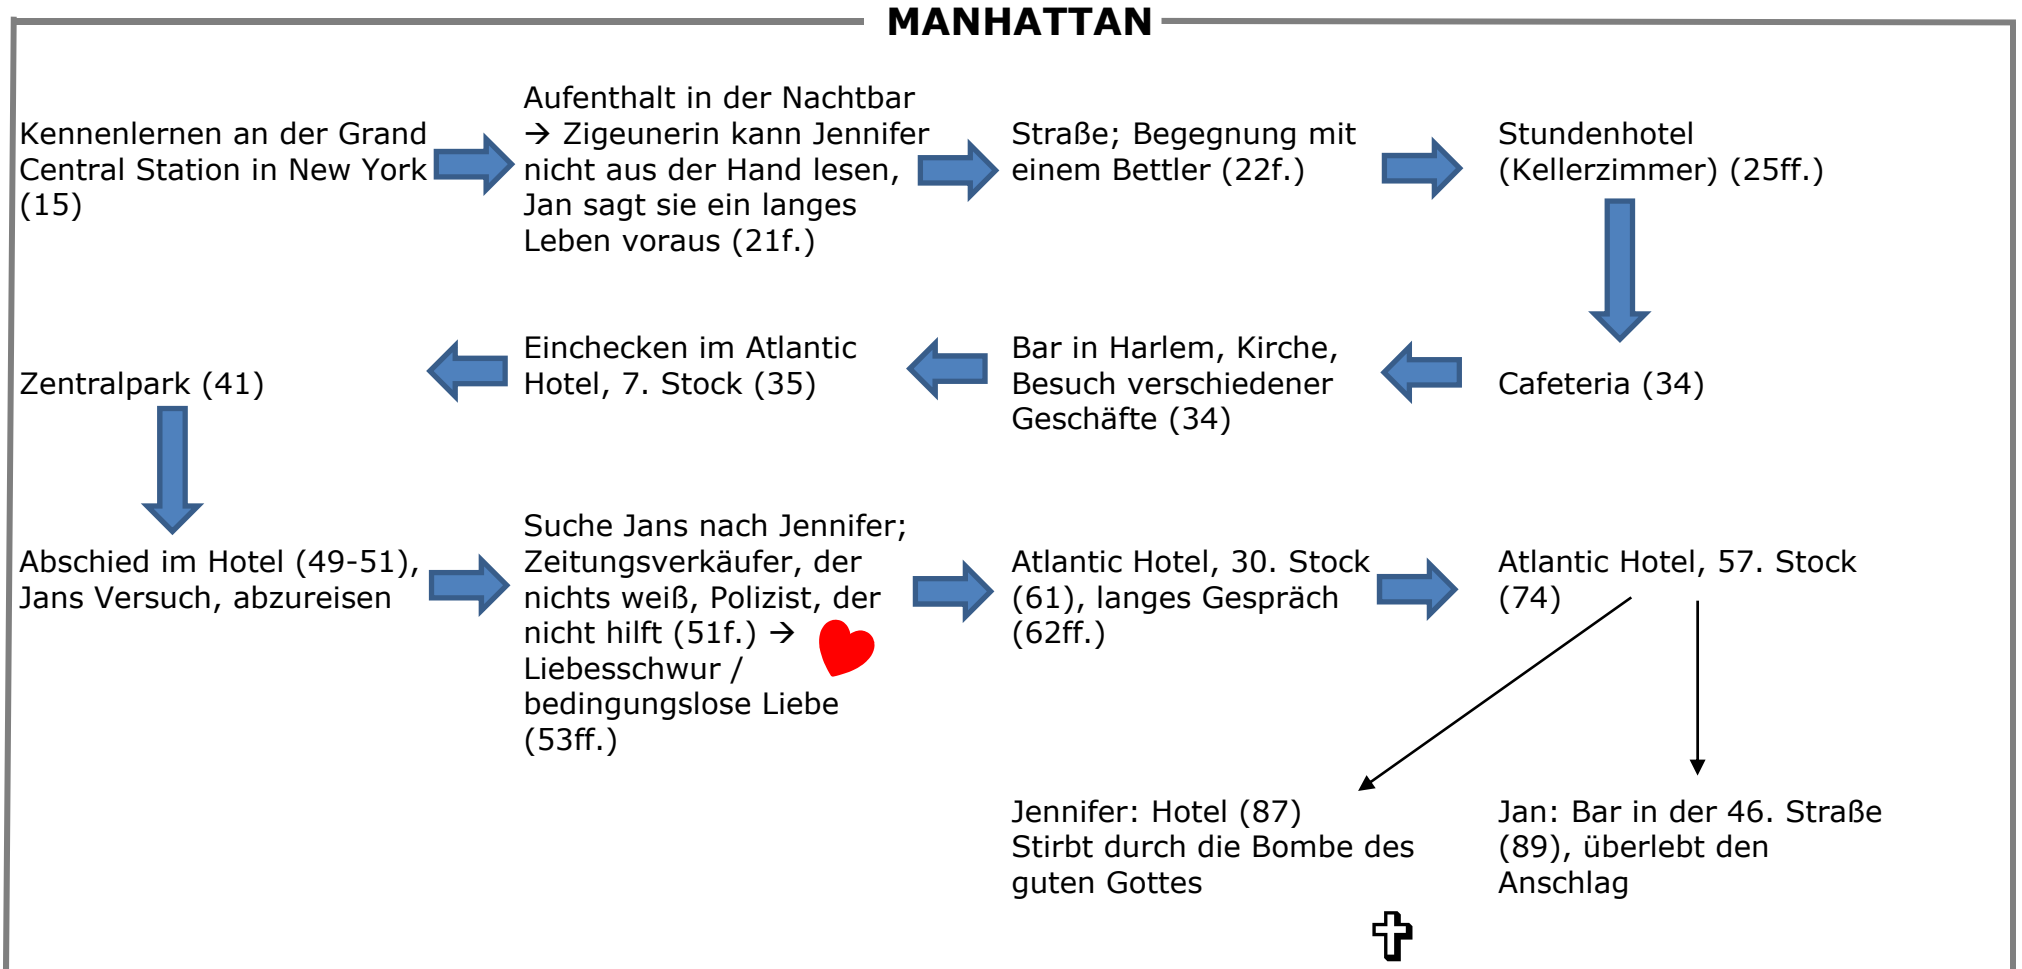 MANHATTAN
Kennenlernen an der Grand
Central Station in New York
(15)
Aufenthalt in der Nachtbar
→ Zigeunerin kann Jennifer
nicht aus der Hand lesen,
Jan sagt sie ein langes
Leben voraus (21f.)
Straße; Begegnung mit
einem Bettler (22f.)
Stundenhotel
(Kellerzimmer) (25ff.)
Cafeteria (34)
Bar in Harlem, Kirche,
Besuch verschiedener
Geschäfte (34)
Einchecken im Atlantic
Hotel, 7. Stock (35)
Zentralpark (41)
Abschied im Hotel (49-51),
Jans Versuch, abzureisen
Suche Jans nach Jennifer;
Zeitungsverkäufer, der
nichts weiß, Polizist, der
nicht hilft (51f.) →
Liebesschwur /
bedingungslose Liebe
(53ff.)
Atlantic Hotel, 30. Stock
(61), langes Gespräch
(62ff.)
Atlantic Hotel, 57. Stock
(74)
Jennifer: Hotel (87)
Stirbt durch die Bombe des
guten Gottes
Jan: Bar in der 46. Straße
(89), überlebt den
Anschlag